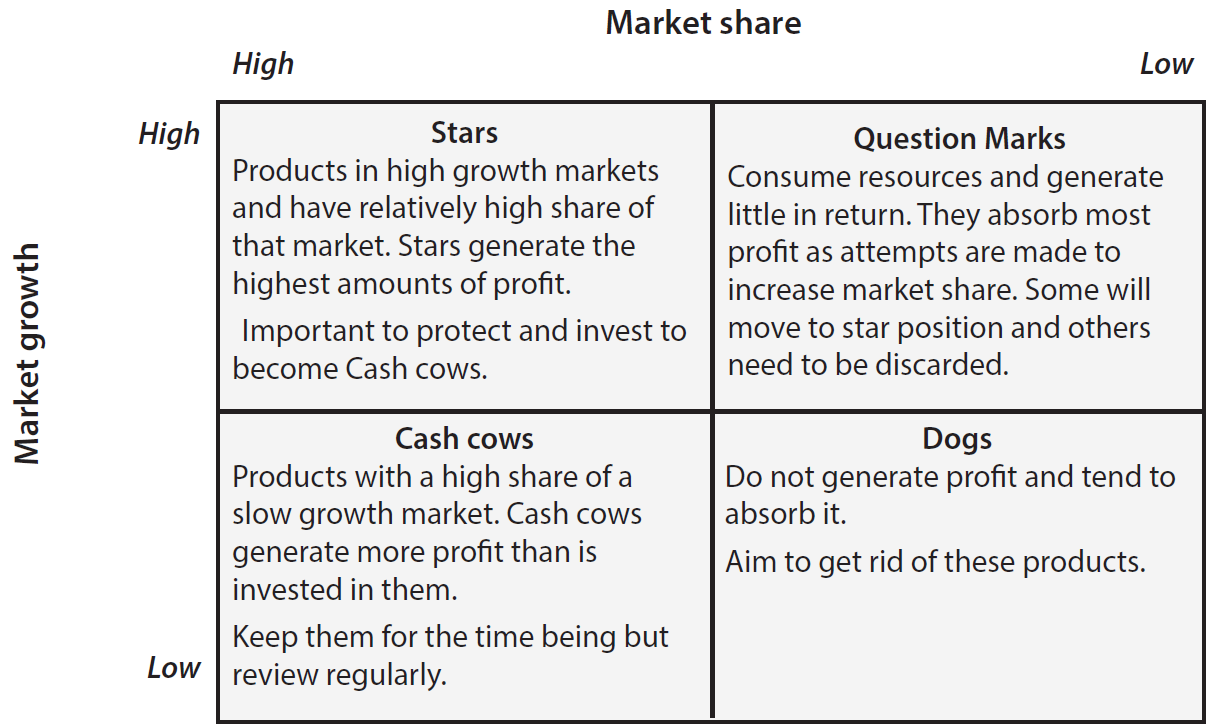 Market share
High
Low
High
Market growth
Low
Stars
Products in high growth markets
and have relatively high share of
that market. Stars generate the
highest amounts of profit.
Important to protect and invest to
become Cash cows.
Question Marks
Consume resources and generate
little in return. They absorb most
profit as attempts are made to
increase market share. Some will
move to star position and others
need to be discarded.
Cash cows
Products with a high share of a
slow growth market. Cash cows
generate more profit than is
invested in them.
Keep them for the time being but
review regularly.
Dogs
Do not generate profit and tend to
absorb it.
Aim to get rid of these products.